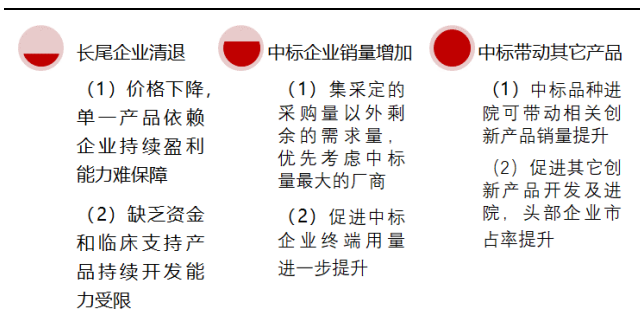 长尾企业清退
（1）价格下降，
单一产品依赖
企业持续盈利
能力难保障
（2）缺乏资金
和临床支持产
品持续开发能
力受限
中标企业销量增加
（1）集采定的
采购量以外剩
余的需求量，
优先考虑中标
量最大的厂商
（2）促进中标
企业终端用量
进一步提升
中标带动其它产品
（1）中标品种进
院可带动相关创
新产品销量提升
（2）促进其它创
新产品开发及进
院，头部企业市
占率提升